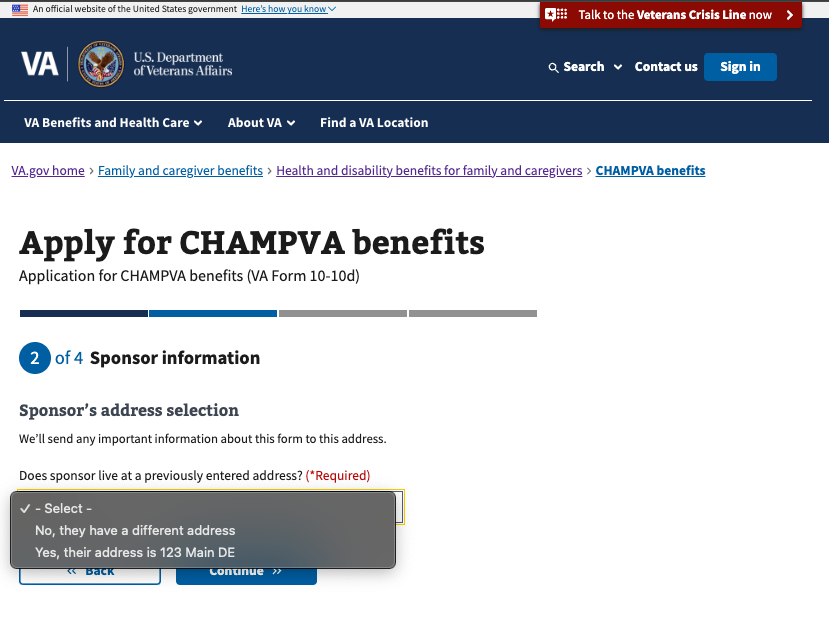 An official website of the United States government Here's how you know
Talk to the Veterans Crisis Line now
VA
U.S. Department
of Veterans Affairs
Search
Contact us
Sign in
VA Benefits and Health Care
About VA
Find a VA Location
VA.gov home › Family and caregiver benefits › Health and disability benefits for family and caregivers › CHAMPVA benefits
Apply for CHAMPVA benefits
Application for CHAMPVA benefits (VA Form 10-10d)
2 of 4 Sponsor information
Sponsor’s address selection
We’ll send any important information about this form to this address.
Does sponsor live at a previously entered address? (*Required)
✓ - Select -
No, they have a different address
Yes, their address is 123 Main DE
« Back
Continue »